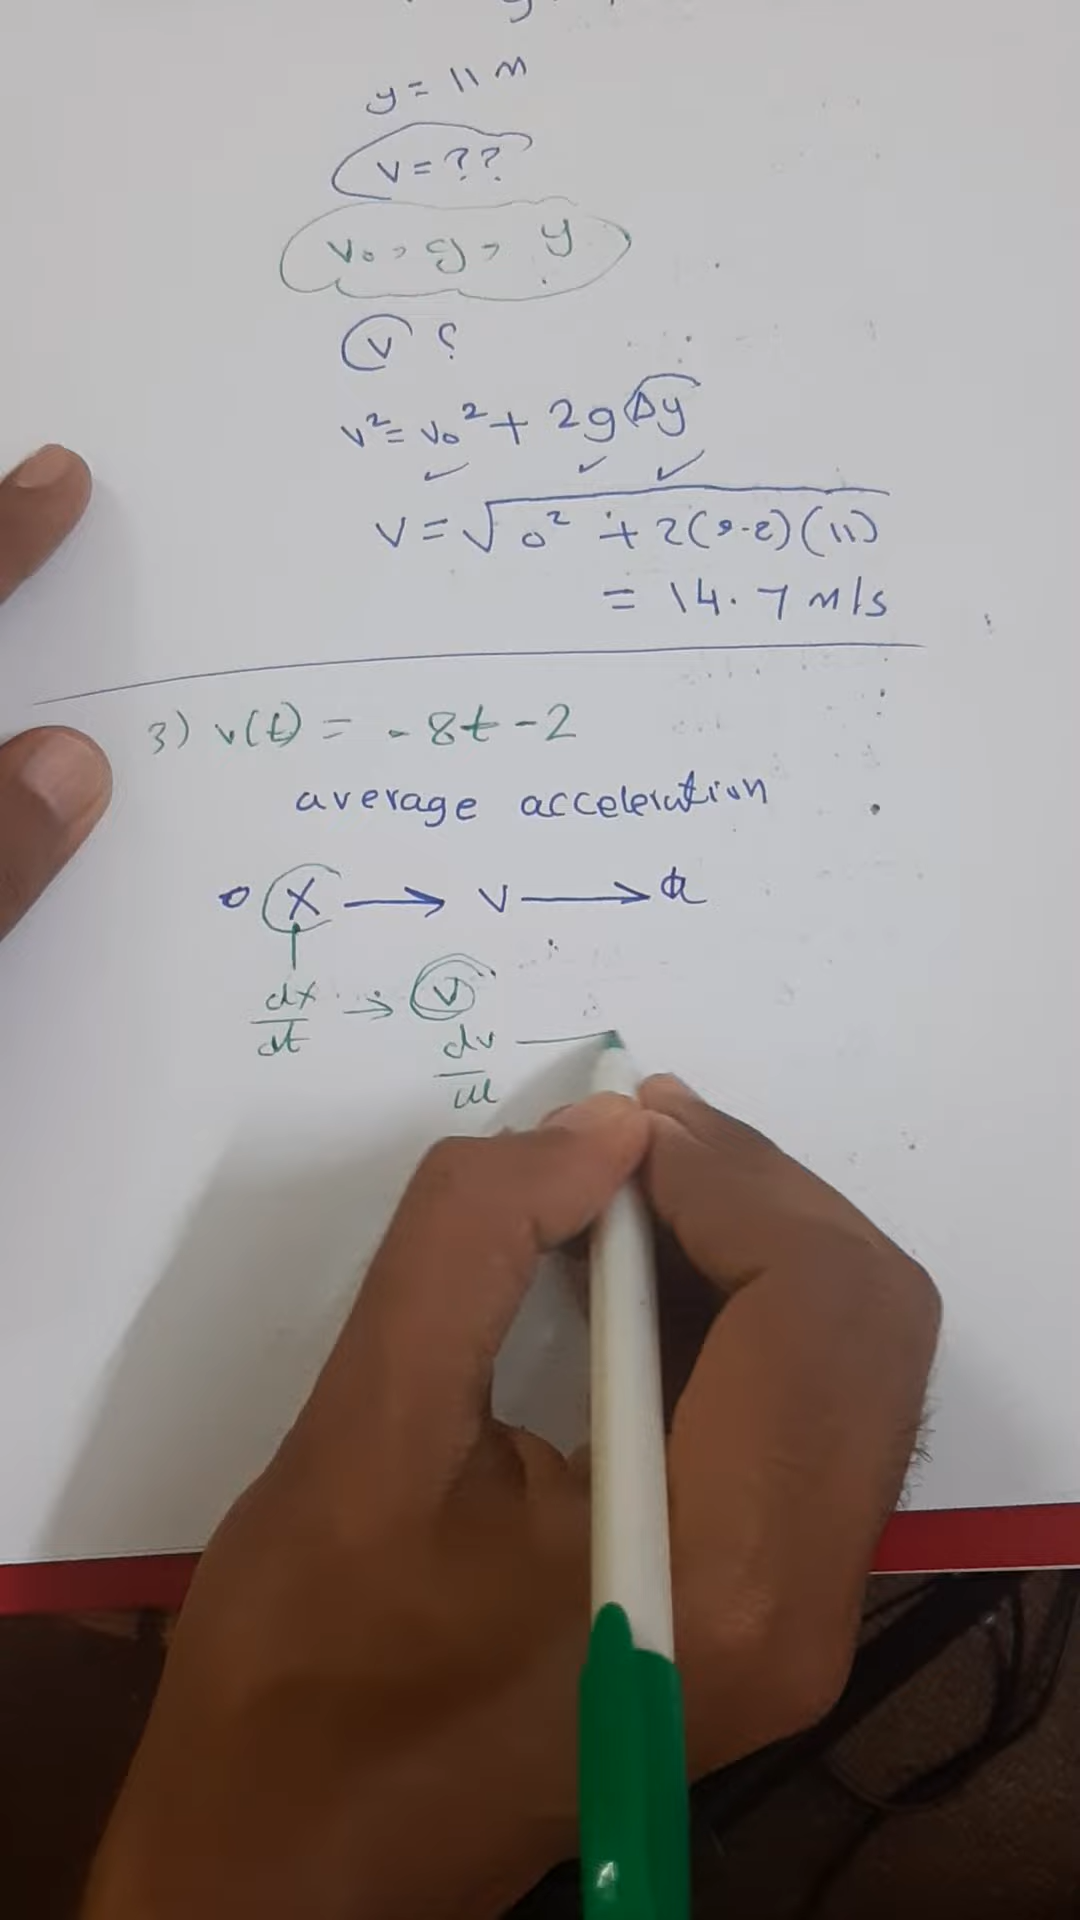 y = 11 m
v = ??
v₀ , g , y
v ?
v² = v₀² + 2gΔy
v = √0² + 2(9.8)(11)
= 14.7 m/s
3) v(t) = -8t - 2
average acceleration
x → v → a
dx/dt → v
dv